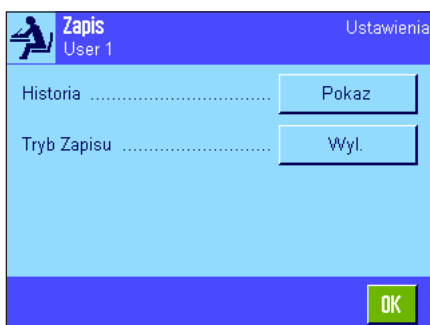 Zapis Ustawienia
User 1
Historia ................................ Pokaz
Tryb Zapisu .......................... Wyl.
OK